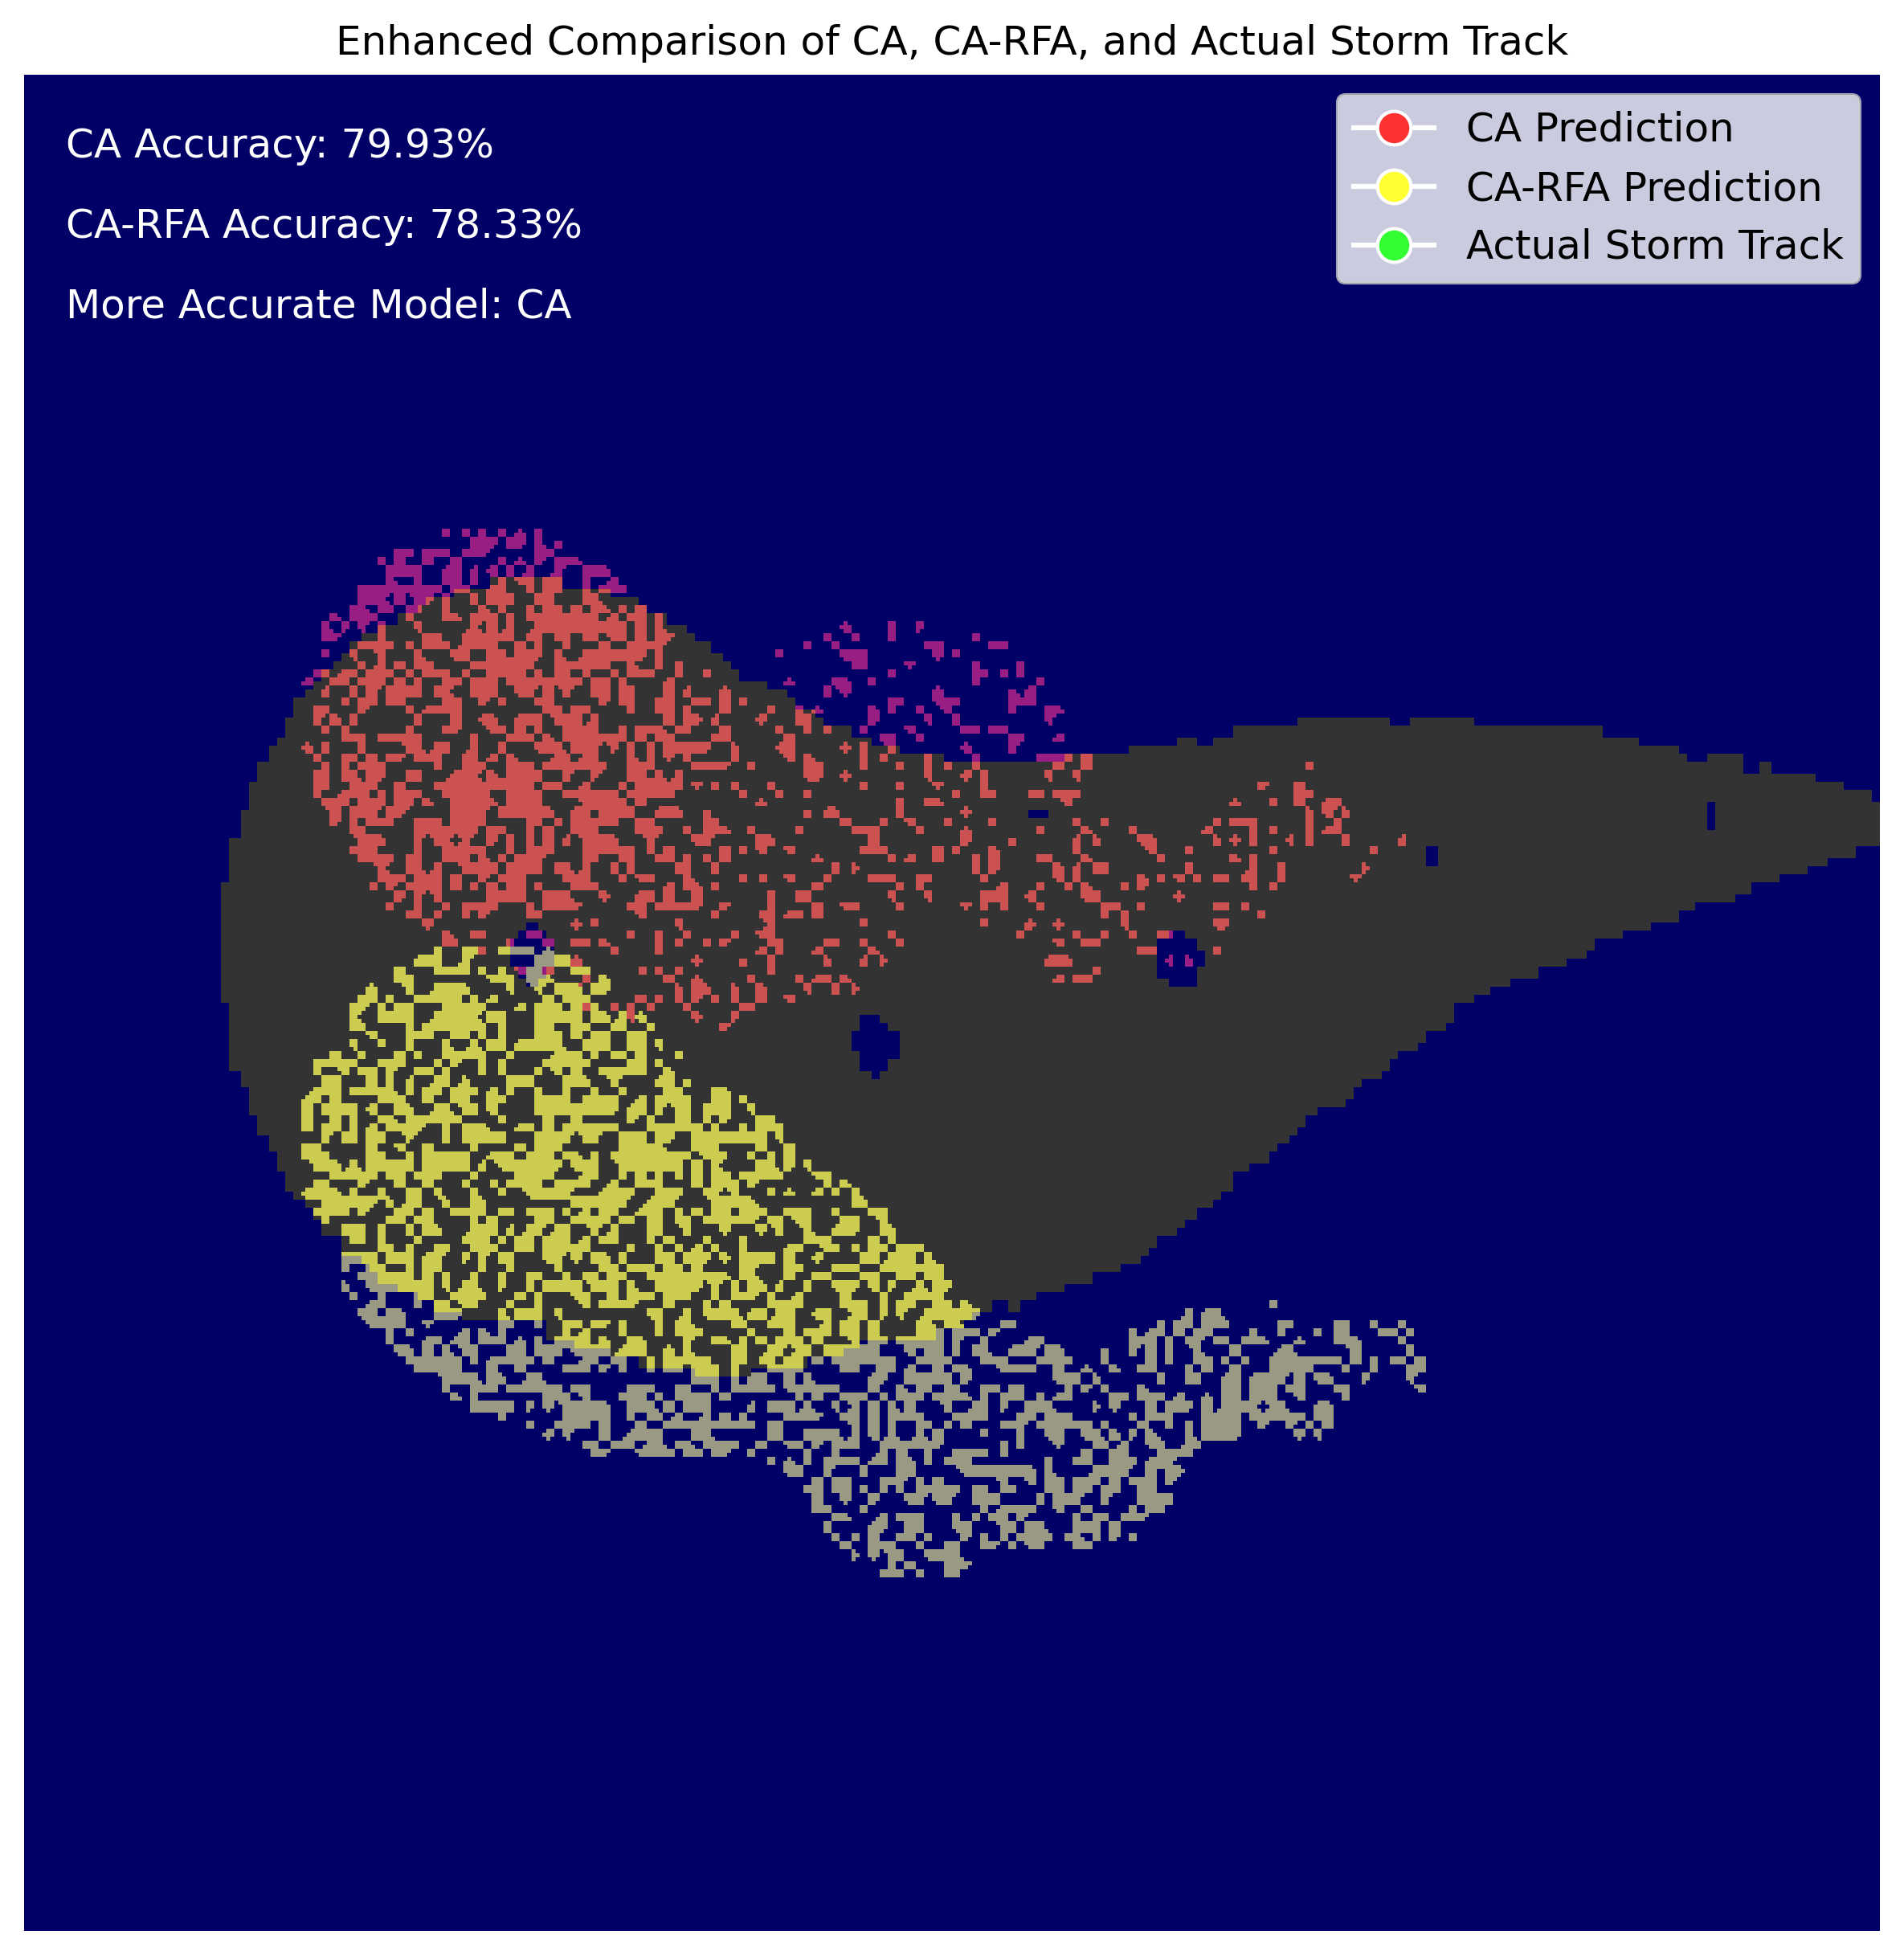 Enhanced Comparison of CA, CA-RFA, and Actual Storm Track
CA Accuracy: 79.93%
CA-RFA Accuracy: 78.33%
More Accurate Model: CA
CA Prediction
CA-RFA Prediction
Actual Storm Track